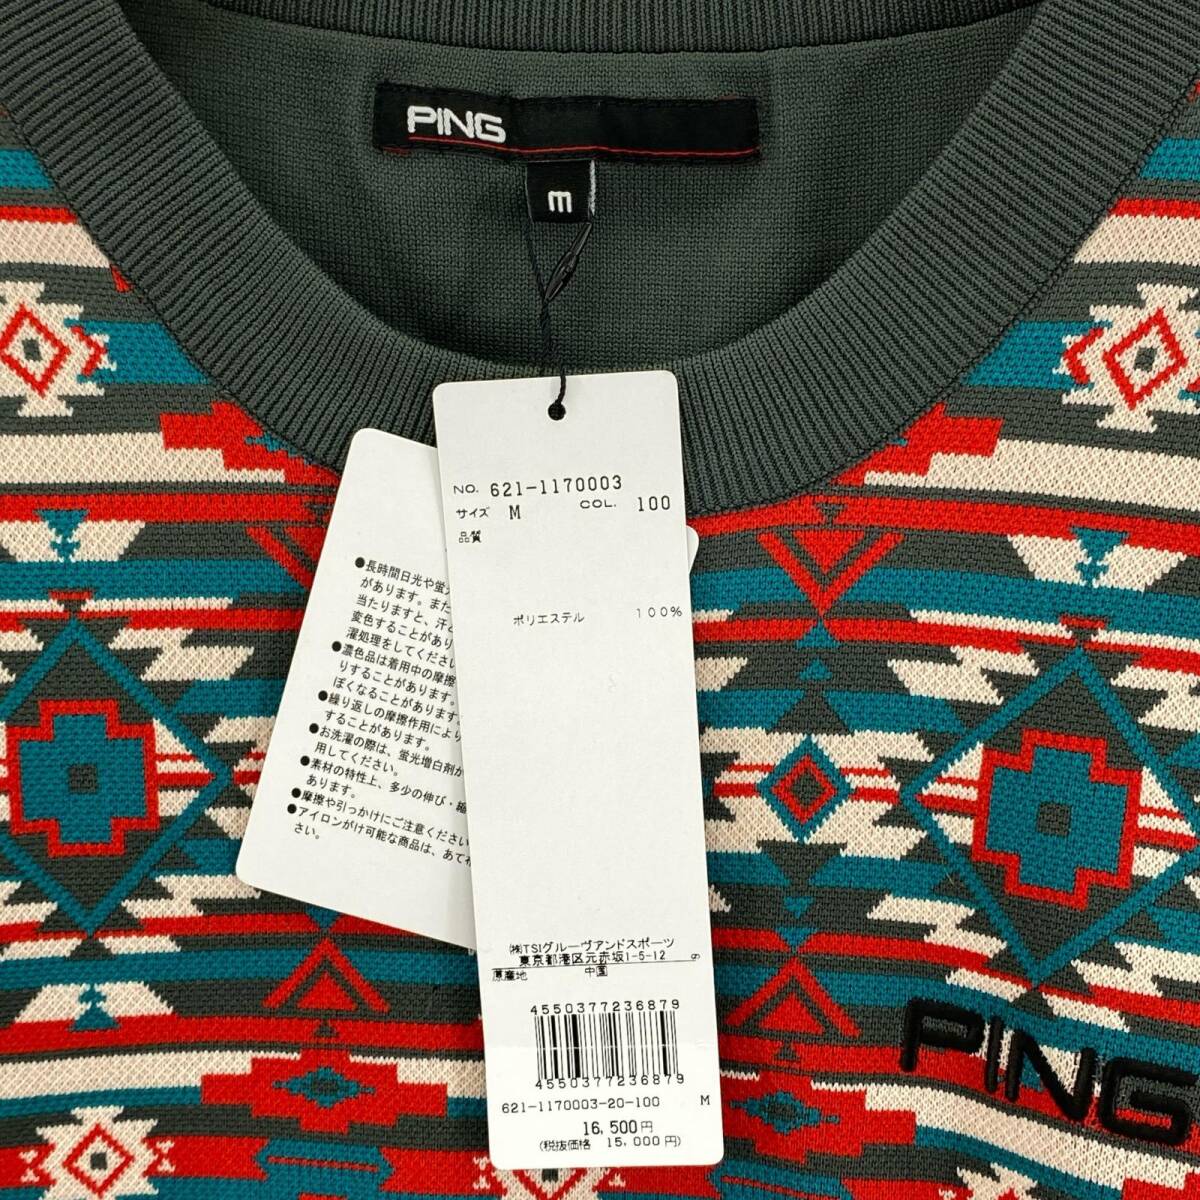 PING
m
NO. 621-1170003
サイズ M COL. 100
品質
ポリエステル 100%
㈱TSIグルーヴアンドスポーツ
東京都港区元赤坂1-5-12 の
原産地 中国
4550377236879
4550377236879
621-1170003-20-100 M
16,500円
(税抜価格 15,000円)
●長時間日光や蛍光
があります。また
当たりますと、汗と
変色することがあり
濯処理をしてください
●濃色品は着用中の摩擦
りすることがあります。
ぽくなることがあります。
●繰り返しの摩擦作用により
することがあります。
●お洗濯の際は、蛍光増白剤が
用してください。
●素材の特性上、多少の伸び・縮
あります。
●摩擦や引っかけにご注意ください
●アイロンがけ可能な商品は、あて
さい。
PING